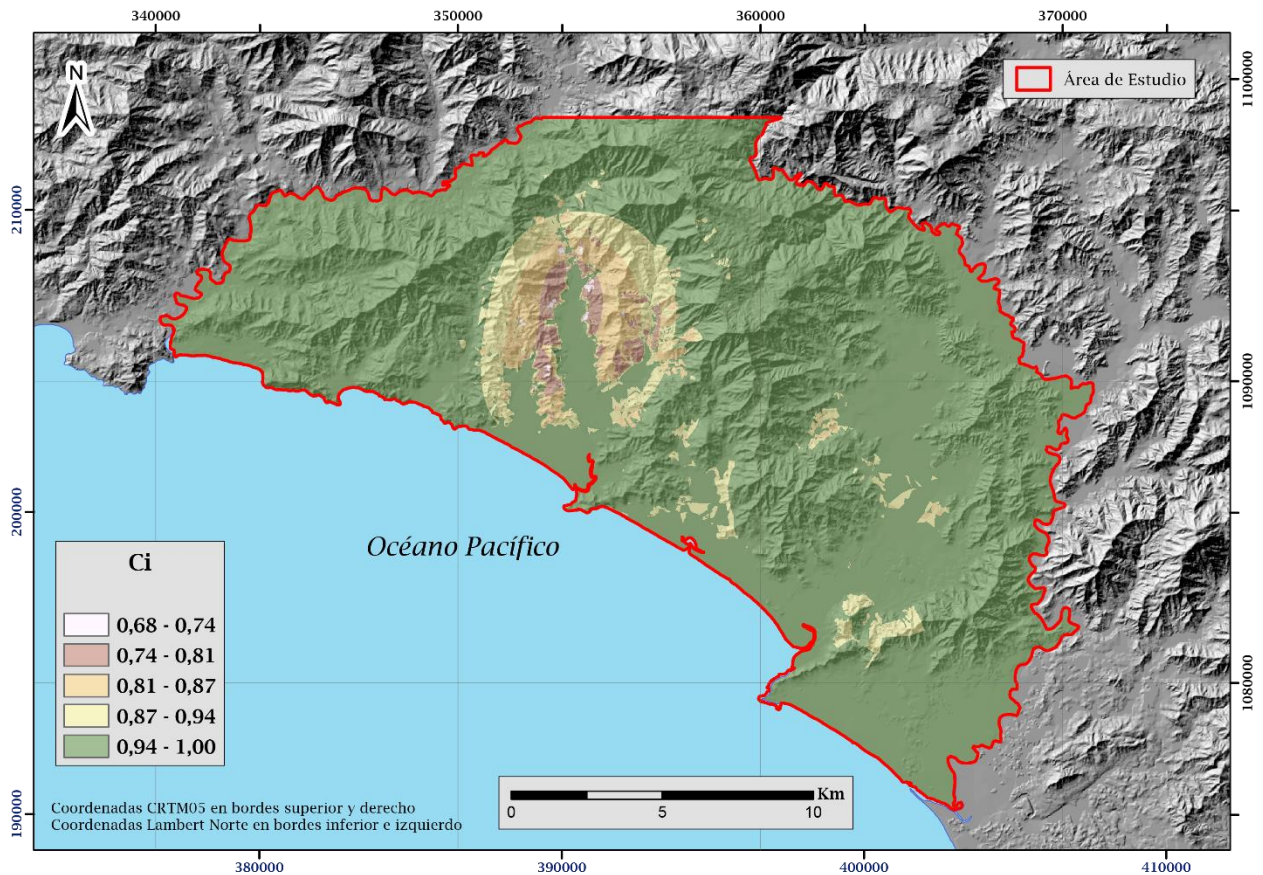 340000 350000 360000 370000
N
Área de Estudio
1100000
210000
1090000
200000
Océano Pacífico
Ci
0,68 - 0,74
0,74 - 0,81
0,81 - 0,87
0,87 - 0,94
0,94 - 1,00
1080000
Km
0 5 10
Coordenadas CRTM05 en bordes superior y derecho
Coordenadas Lambert Norte en bordes inferior e izquierdo
190000
380000 390000 400000 410000